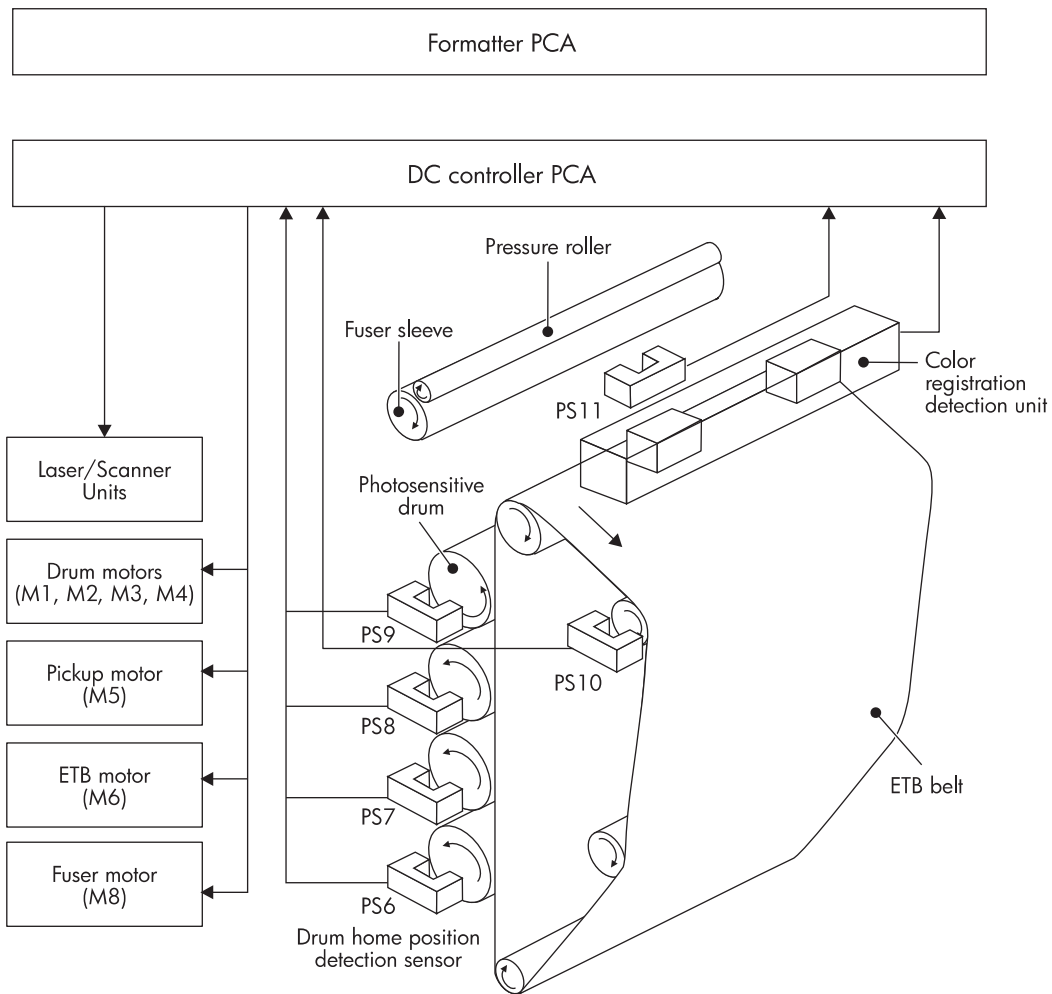 Formatter PCA
DC controller PCA
Pressure roller
Fuser sleeve
PS11
Color
registration
detection unit
Laser/Scanner
Units
Photosensitive
drum
Drum motors
(M1, M2, M3, M4)
PS9
PS10
Pickup motor
(M5)
PS8
ETB motor
(M6)
PS7
ETB belt
Fuser motor
(M8)
PS6
Drum home position
detection sensor